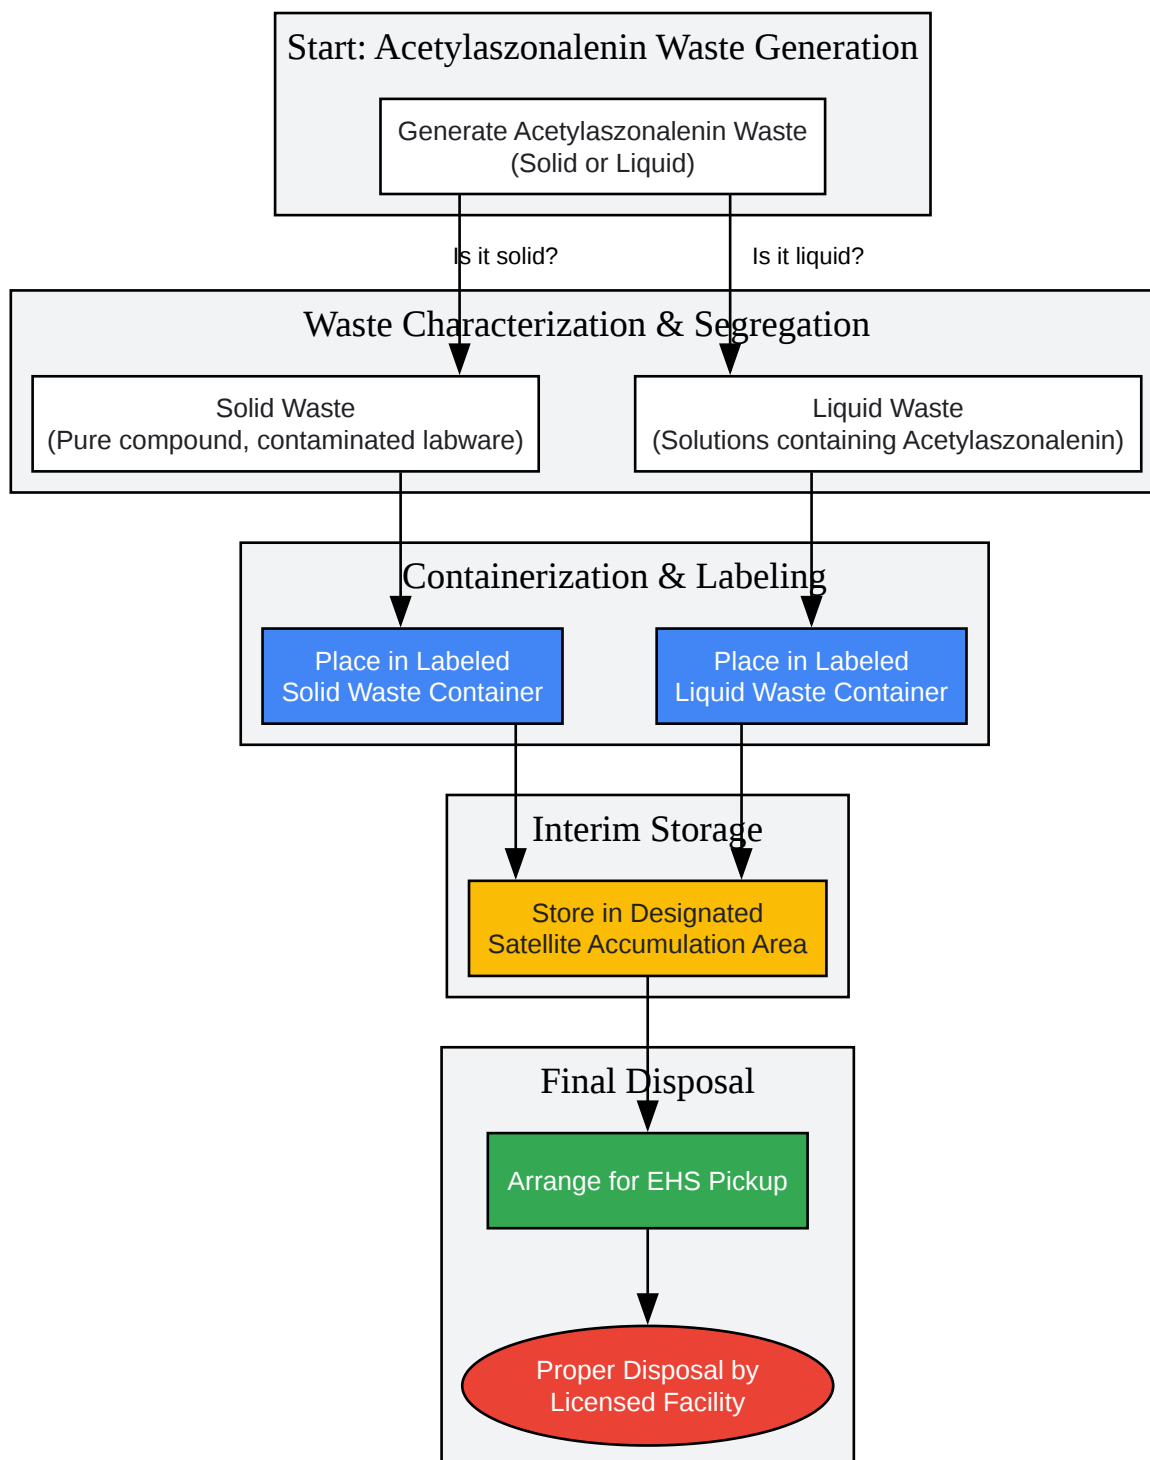 Start: Acetylaszonalenin Waste Generation
Generate Acetylaszonalenin Waste
(Solid or Liquid)
Is it solid?
Is it liquid?
Waste Characterization & Segregation
Solid Waste
(Pure compound, contaminated labware)
Liquid Waste
(Solutions containing Acetylaszonalenin)
Containerization & Labeling
Place in Labeled
Solid Waste Container
Place in Labeled
Liquid Waste Container
Interim Storage
Store in Designated
Satellite Accumulation Area
Final Disposal
Arrange for EHS Pickup
Proper Disposal by
Licensed Facility